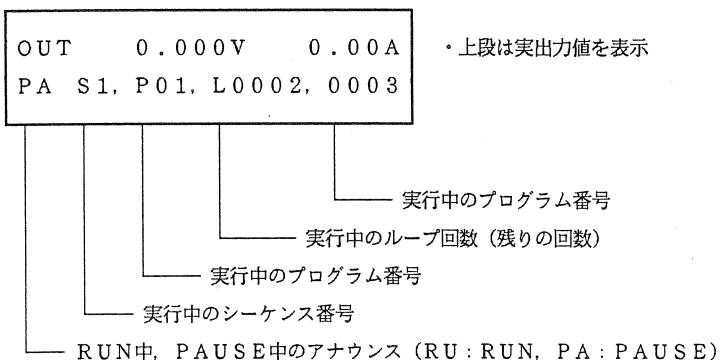 OUT 0.000V 0.00A
・上段は実出力値を表示
PA S1, P01, L0002, 0003
実行中のプログラム番号
実行中のループ回数（残りの回数）
実行中のプログラム番号
実行中のシーケンス番号
RUN中, PAUSE中のアナウンス（RU：RUN, PA：PAUSE）